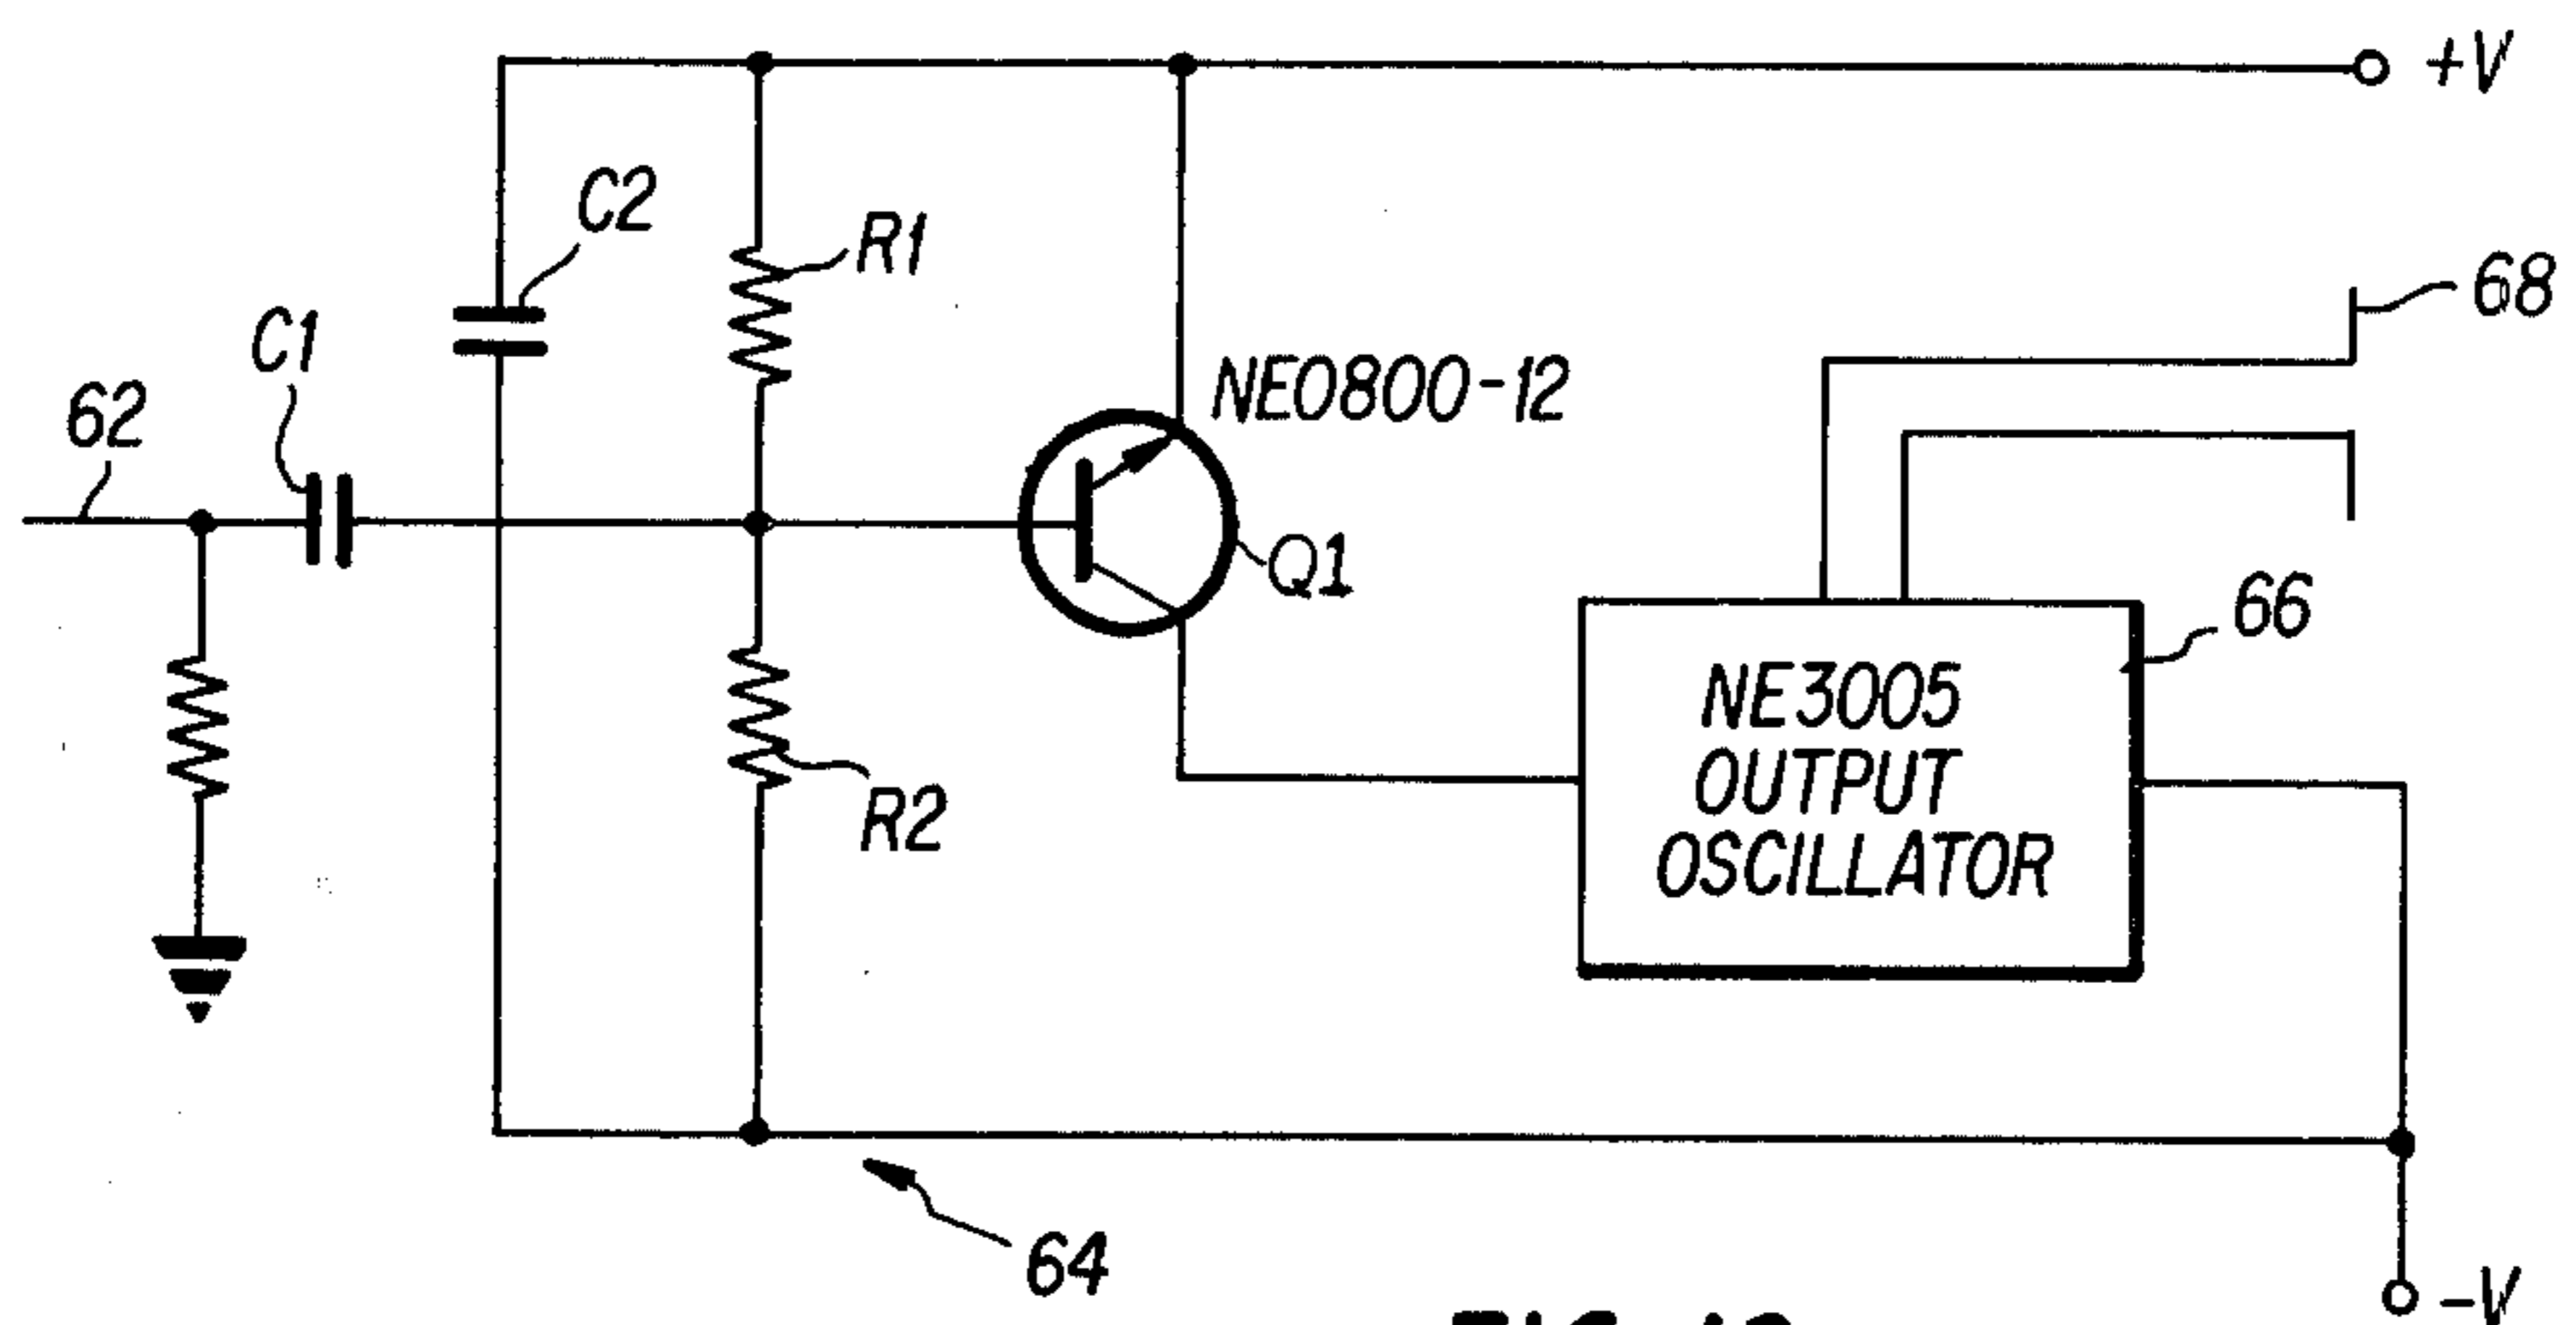 +V
C2
R1
68
C1
NE0800-12
62
Q1
66
NE3005
OUTPUT
OSCILLATOR
R2
64
-V